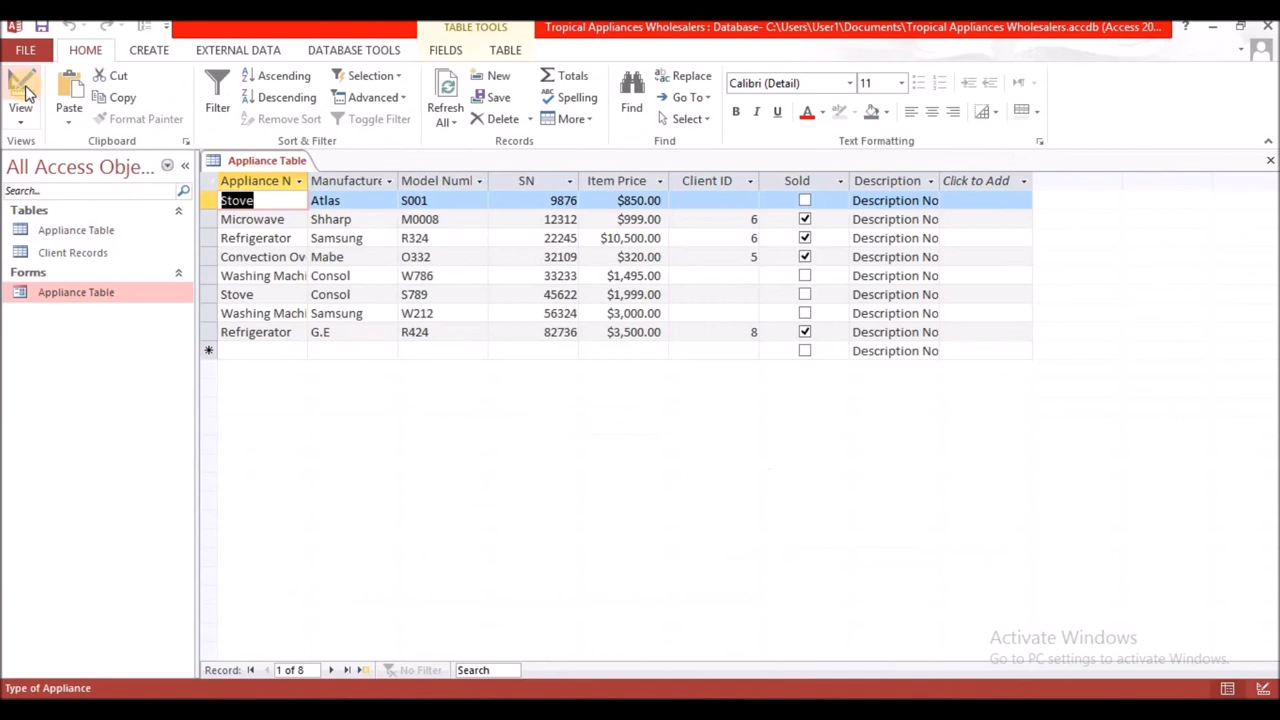 TABLE TOOLS
Tropical Appliances Wholesalers : Database- C:\Users\User1\Documents\Tropical Appliances Wholesalers.accdb (Access 20...
?
FILE HOME CREATE EXTERNAL DATA DATABASE TOOLS FIELDS TABLE
View
Views
Paste
Cut
Copy
Format Painter
Clipboard
Filter
Ascending
Descending
Remove Sort
Selection
Advanced
Toggle Filter
Sort & Filter
Refresh
All
New
Save
Delete
Totals
Spelling
More
Records
Find
Replace
Go To
Select
Find
Calibri (Detail) 11
B I U A
Text Formatting
All Access Obje...
Search...
Tables
Appliance Table
Client Records
Forms
Appliance Table
Appliance Table
Appliance N Manufacture Model Numl SN Item Price Client ID Sold Description Click to Add
Stove Atlas S001 9876 $850.00 Description No
Microwave Shharp M0008 12312 $999.00 6 Description No
Refrigerator Samsung R324 22245 $10,500.00 6 Description No
Convection Ov Mabe O332 32109 $320.00 5 Description No
Washing Machi Consol W786 33233 $1,495.00 Description No
Stove Consol S789 45622 $1,999.00 Description No
Washing Machi Samsung W212 56324 $3,000.00 Description No
Refrigerator G.E R424 82736 $3,500.00 8 Description No
Description No
Activate Windows
Go to PC settings to activate Windows.
Record: 1 of 8 No Filter Search
Type of Appliance